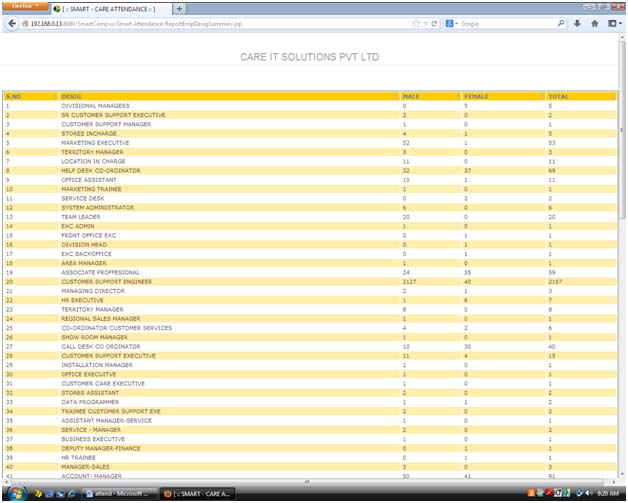 Firefox
[ :: SMART - CARE ATTENDANCE :: ]
192.168.0.13:8080/SmartCampus/Smart Attendance/ReportEmpDesigSummary.jsp
Google
CARE IT SOLUTIONS PVT LTD
S.NO DESIG MALE FEMALE TOTAL
1 DIVISIONAL MANAGERS 0 5 5
2 SR CUSTOMER SUPPORT EXECUTIVE 2 0 2
3 CUSTOMER SUPPORT MANAGER 1 0 1
4 STORES INCHARGE 4 1 5
5 MARKETING EXECUTIVE 52 1 53
6 TERRITORY MANAGER 3 0 3
7 LOCATION IN CHARGE 11 0 11
8 HELP DESK CO-ORDINATOR 32 37 69
9 OFFICE ASSISTANT 10 1 11
10 MARKETING TRAINEE 1 0 1
11 SERVICE DESK 0 2 2
12 SYSTEM ADMINISTRATOR 6 0 6
13 TEAM LEADER 20 0 20
14 EXC ADMIN 1 0 1
15 FRONT OFFICE EXC 0 1 1
16 DIVISION HEAD 0 1 1
17 EXC BACKOFFICE 0 1 1
18 AREA MANAGER 1 0 1
19 ASSOCIATE PROFFESIONAL 24 35 59
20 CUSTOMER SUPPORT ENGINEER 2127 40 2167
21 MANAGING DIRECTOR 2 1 3
22 HR EXECUTIVE 1 6 7
23 TERRITORY MANAGER 8 0 8
24 REGIONAL SALES MANAGER 1 0 1
25 CO-ORDINATOR CUSTOMER SERVICES 4 2 6
26 SHOW ROOM MANAGER 1 0 1
27 CALL DESK CO ORDINATOR 10 30 40
28 CUSTOMER SUPPORT EXECUTIVE 11 4 15
29 INSTALLATION MANAGER 1 0 1
30 OFFICE EXECUITVE 1 0 1
31 CUSTOMER CARE EXECUTIVE 1 0 1
32 STORES ASSISTANT 2 0 2
33 DATA PROGRAMMER 1 1 2
34 TRAINEE CUSTOMER SUPPORT EXE 2 0 2
35 ASSISTANT MANAGER-SERVICE 1 0 1
36 SERVICE - MANAGER 2 0 2
37 BUSINESS EXECUTIVE 1 0 1
38 DEPUTY MANAGER-FINANCE 0 1 1
39 HR TRAINEE 1 1
40 MANAGER-SALES 3 0 3
41 ACCOUNT- MANAGER 50 41 91
attend - Microsoft ...
[ :: SMART - CARE A...
9:20 AM